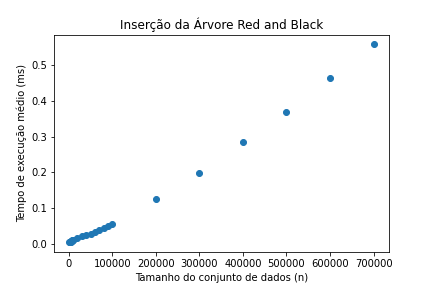 Inserção da Árvore Red and Black
Tempo de execução médio (ms)
0.5
0.4
0.3
0.2
0.1
0.0
0 100000 200000 300000 400000 500000 600000 700000
Tamanho do conjunto de dados (n)